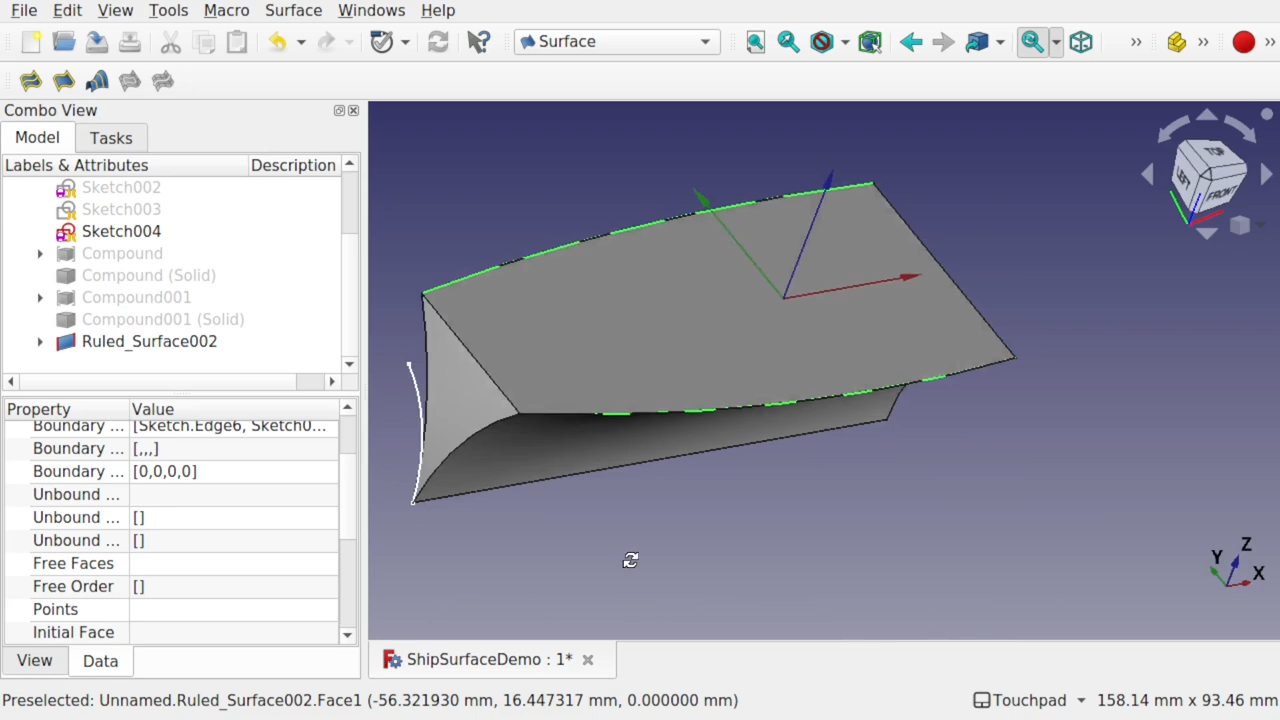 File Edit View Tools Macro Surface Windows Help
Surface
Combo View
Model Tasks
Labels & Attributes Description
Sketch002
Sketch003
Sketch004
Compound
Compound (Solid)
Compound001
Compound001 (Solid)
Ruled_Surface002
Property Value
Boundary ... [Sketch.Edge6, Sketch0...
Boundary ... [,,,]
Boundary ... [0,0,0,0]
Unbound ...
Unbound ... []
Unbound ... []
Free Faces
Free Order []
Points
Initial Face
View Data
TOP
LEFT
FRONT
Z
Y
X
ShipSurfaceDemo : 1*
Preselected: Unnamed.Ruled_Surface002.Face1 (-56.321930 mm, 16.447317 mm, 0.000000 mm)
Touchpad 158.14 mm x 93.46 mm